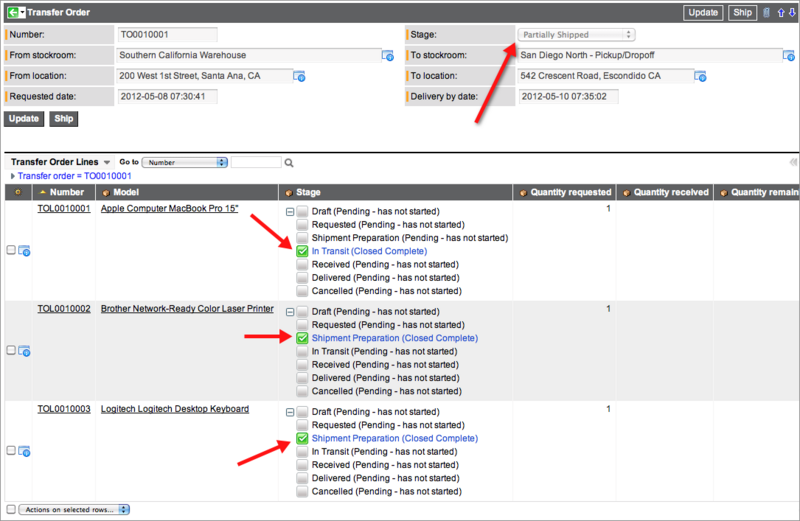 Transfer Order
Update Ship
Number: TO0010001 Stage: Partially Shipped
From stockroom: Southern California Warehouse To stockroom: San Diego North - Pickup/Dropoff
From location: 200 West 1st Street, Santa Ana, CA To location: 542 Crescent Road, Escondido CA
Requested date: 2012-05-08 07:30:41 Delivery by date: 2012-05-10 07:35:02
Update Ship
Transfer Order Lines Go to Number
Transfer order = TO0010001
Number Model Stage Quantity requested Quantity received Quantity remain
TOL0010001 Apple Computer MacBook Pro 15" Draft (Pending - has not started) 1
Requested (Pending - has not started)
Shipment Preparation (Pending - has not started)
In Transit (Closed Complete)
Received (Pending - has not started)
Delivered (Pending - has not started)
Cancelled (Pending - has not started)
TOL0010002 Brother Network-Ready Color Laser Printer Draft (Pending - has not started) 1
Requested (Pending - has not started)
Shipment Preparation (Closed Complete)
In Transit (Pending - has not started)
Received (Pending - has not started)
Delivered (Pending - has not started)
Cancelled (Pending - has not started)
TOL0010003 Logitech Logitech Desktop Keyboard Draft (Pending - has not started) 1
Requested (Pending - has not started)
Shipment Preparation (Closed Complete)
In Transit (Pending - has not started)
Received (Pending - has not started)
Delivered (Pending - has not started)
Cancelled (Pending - has not started)
Actions on selected rows...